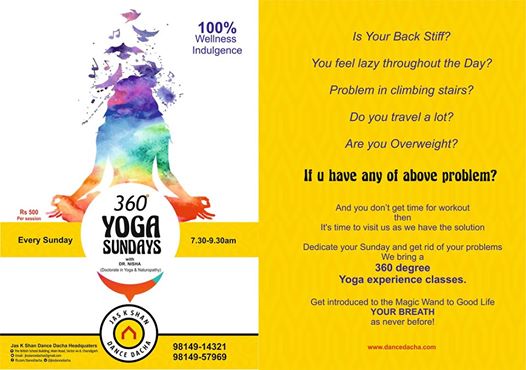 100%
Wellness
Indulgence
Rs 500
Per session
360°
YOGA
SUNDAYS
with
DR. NISHA
(Doctorate in Yoga & Naturopathy)
Every Sunday
7.30-9.30am
JAS K SHAN
DANCE DACHA
Jas K Shan Dance Dacha Headquaters
98149-14321
98149-57969
Is Your Back Stiff?
You feel lazy throughout the Day?
Problem in climbing stairs?
Do you travel a lot?
Are you Overweight?
If u have any of above problem?
And you don't get time for workout
then
It's time to visit us as we have the solution
Dedicate your Sunday and get rid of your problems
We bring a
360 degree
Yoga experience classes.
Get introduced to the Magic Wand to Good Life
YOUR BREATH
as never before!
www.dancedacha.com